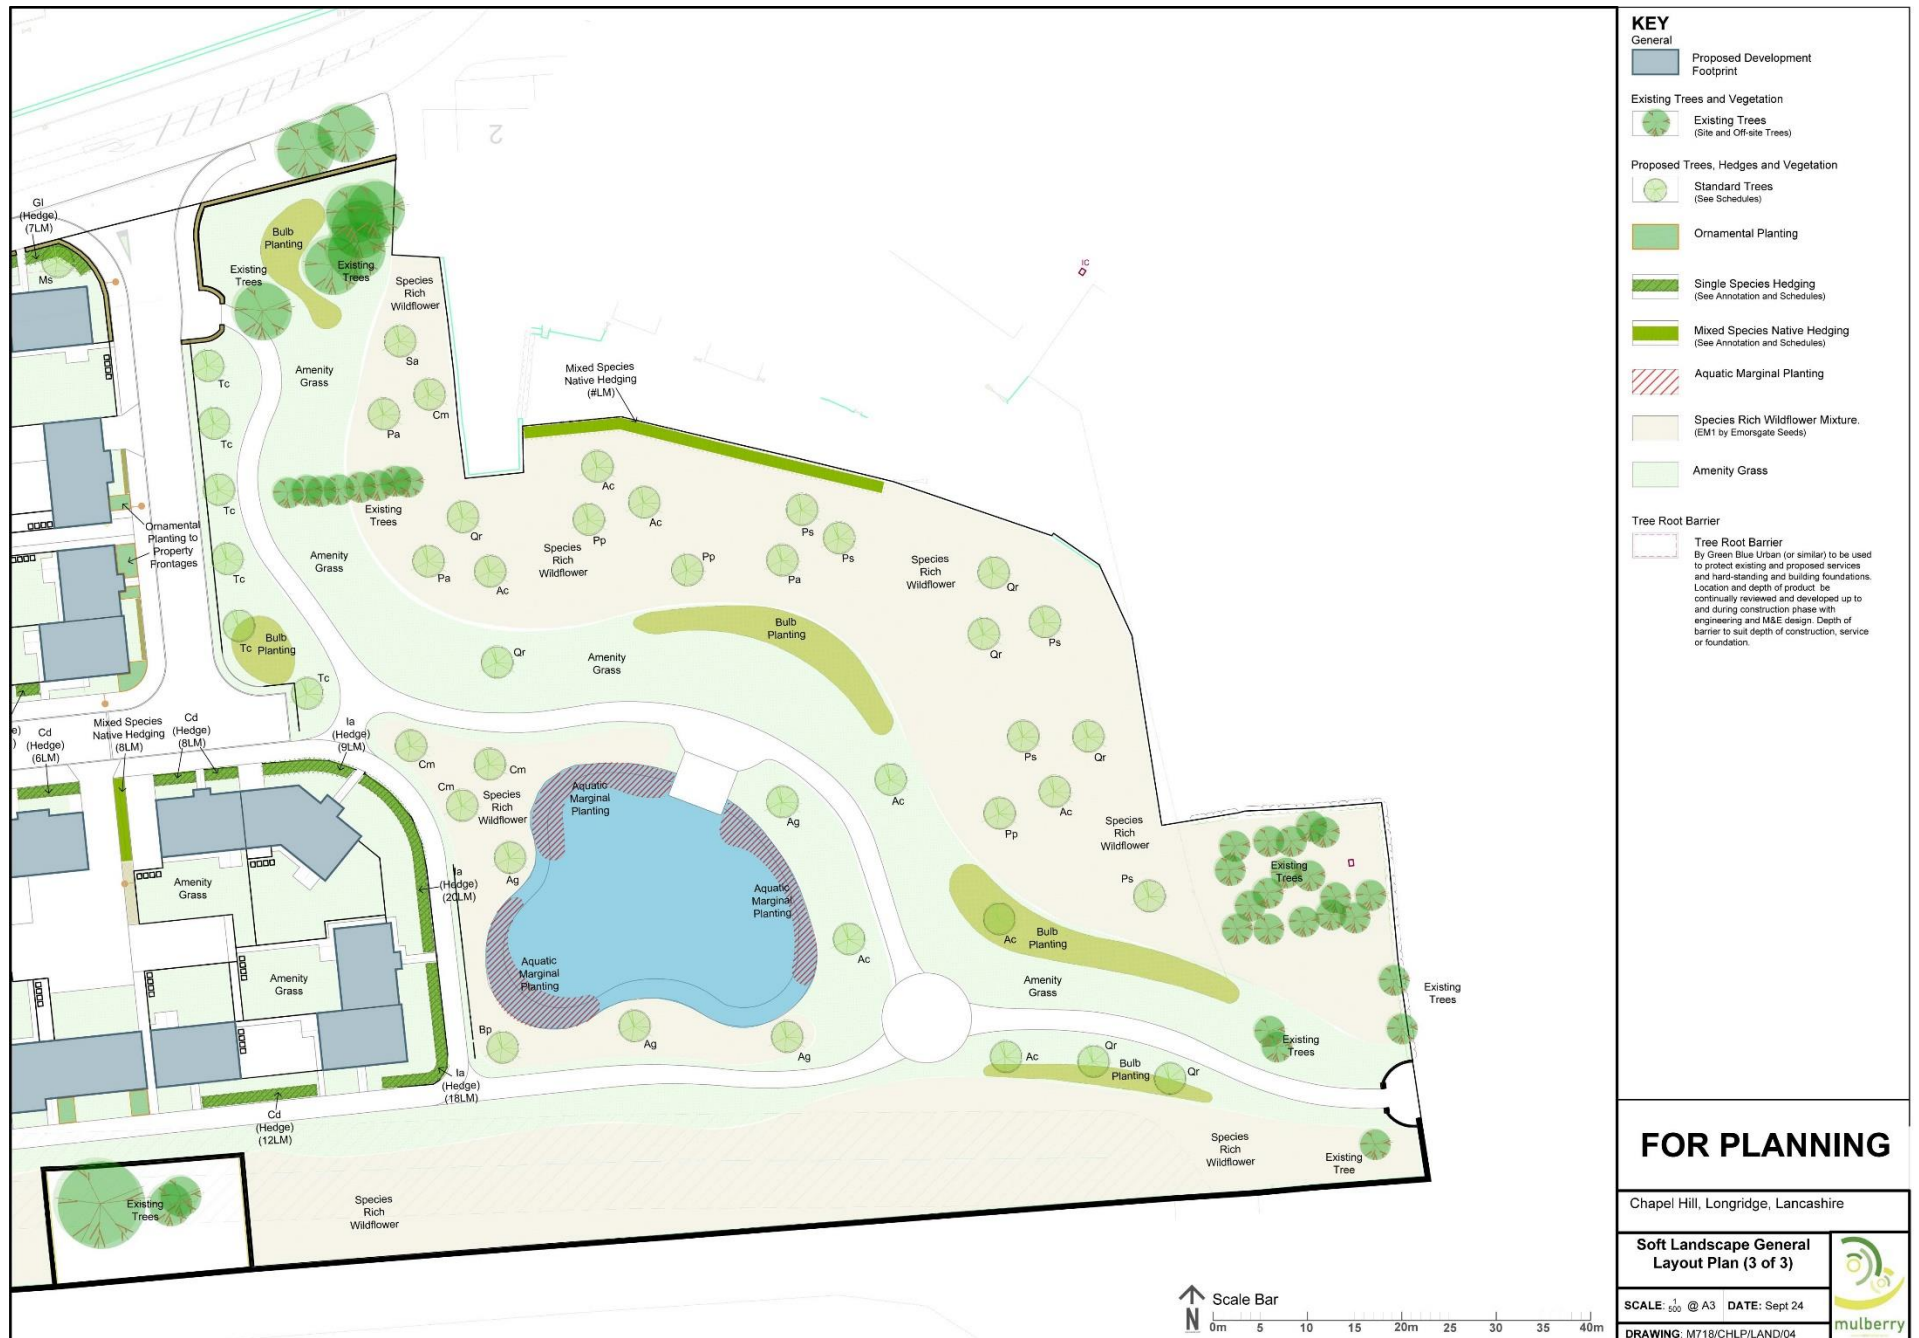 2
Gl
(Hedge)
(7LM)
Ms
Bulb
Planting
Existing
Trees
Existing
Trees
Species
Rich
Wildflower
IC
Sa
Amenity
Grass
Tc
Cm
Pa
Tc
Mixed Species
Native Hedging
(#LM)
Tc
Existing
Trees
Ornamental
Planting to
Property
Frontages
Ac
Ac
Qr
Pp
Ps
Ps
Species
Rich
Wildflower
Amenity
Grass
Tc
Pa
Ac
Pp
Pa
Species
Rich
Wildflower
Qr
Ps
Qr
Bulb
Planting
Tc
Bulb
Planting
Qr
Amenity
Grass
Tc
Mixed Species
Native Hedging
(8LM)
Cd
(Hedge)
(8LM)
Ia
(Hedge)
(9LM)
Cd
(Hedge)
(6LM)
Cm
Cm
Cm
Species
Rich
Wildflower
Aquatic
Marginal
Planting
Ps
Qr
Ac
Ag
Ac
Pp
Species
Rich
Wildflower
Ag
Amenity
Grass
Ia
(Hedge)
(20LM)
Aquatic
Marginal
Planting
Ps
Existing
Trees
Ac
Bulb
Planting
Ac
Aquatic
Marginal
Planting
Amenity
Grass
Amenity
Grass
Existing
Trees
Bp
Ag
Ag
Ac
Qr
Bulb
Planting
Qr
Existing
Trees
Ia
(Hedge)
(18LM)
Cd
(Hedge)
(12LM)
Species
Rich
Wildflower
Existing
Tree
Existing
Trees
Species
Rich
Wildflower
N
Scale Bar
0m 5 10 15 20m 25 30 35 40m
KEY
General
Proposed Development
Footprint
Existing Trees and Vegetation
Existing Trees
(Site and Off-site Trees)
Proposed Trees, Hedges and Vegetation
Standard Trees
(See Schedules)
Ornamental Planting
Single Species Hedging
(See Annotation and Schedules)
Mixed Species Native Hedging
(See Annotation and Schedules)
Aquatic Marginal Planting
Species Rich Wildflower Mixture.
(EM1 by Emorsgate Seeds)
Amenity Grass
Tree Root Barrier
Tree Root Barrier
By Green Blue Urban (or similar) to be used
to protect existing and proposed services
and hard-standing and building foundations.
Location and depth of product be
continually reviewed and developed up to
and during construction phase with
engineering and M&E design. Depth of
barrier to suit depth of construction, service
or foundation.
FOR PLANNING
Chapel Hill, Longridge, Lancashire
Soft Landscape General
Layout Plan (3 of 3)
SCALE: 1/500 @ A3 DATE: Sept 24
DRAWING: M718/CHLP/LAND/04
mulberry